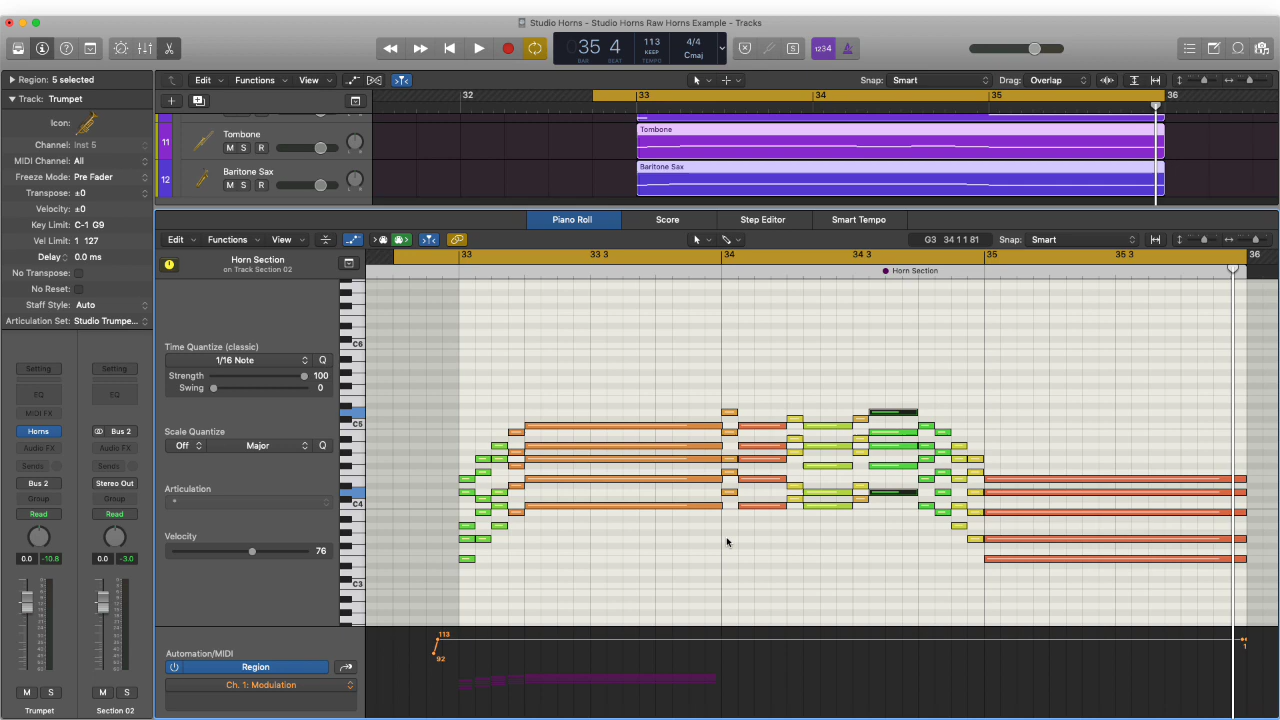 Studio Horns - Studio Horns Raw Horns Example - Tracks
35 4
BAR BEAT
113
KEEP
TEMPO
4/4
Cmaj
S
1234
Region: 5 selected
Track: Trumpet
Icon:
Channel: Inst 5
MIDI Channel: All
Freeze Mode: Pre Fader
Transpose: ±0
Velocity: ±0
Key Limit: C-1 G9
Vel Limit: 1 127
Delay 0.0 ms
No Transpose:
No Reset:
Staff Style: Auto
Articulation Set: Studio Trumpe...
Edit Functions View
Snap: Smart
Drag: Overlap
32 33 34 35 36
11 Tombone
M S R
12 Baritone Sax
M S R
Tombone
Baritone Sax
Piano Roll Score Step Editor Smart Tempo
Edit Functions View
G3 34 1 1 81
Snap: Smart
Horn Section
on Track Section 02
33 33 3 34 34 3 35 35 3 36
Horn Section
Time Quantize (classic)
1/16 Note Q
Strength 100
Swing 0
Scale Quantize
Off Major Q
Articulation
Velocity
76
C6
C5
C4
C3
Setting Setting
EQ EQ
MIDI FX
Horns Bus 2
Audio FX Audio FX
Sends Sends
Bus 2 Stereo Out
Group Group
Read Read
0.0 -10.8 0.0 -3.0
M S M S
Trumpet Section 02
Automation/MIDI
Region
Ch. 1: Modulation
113
92
1